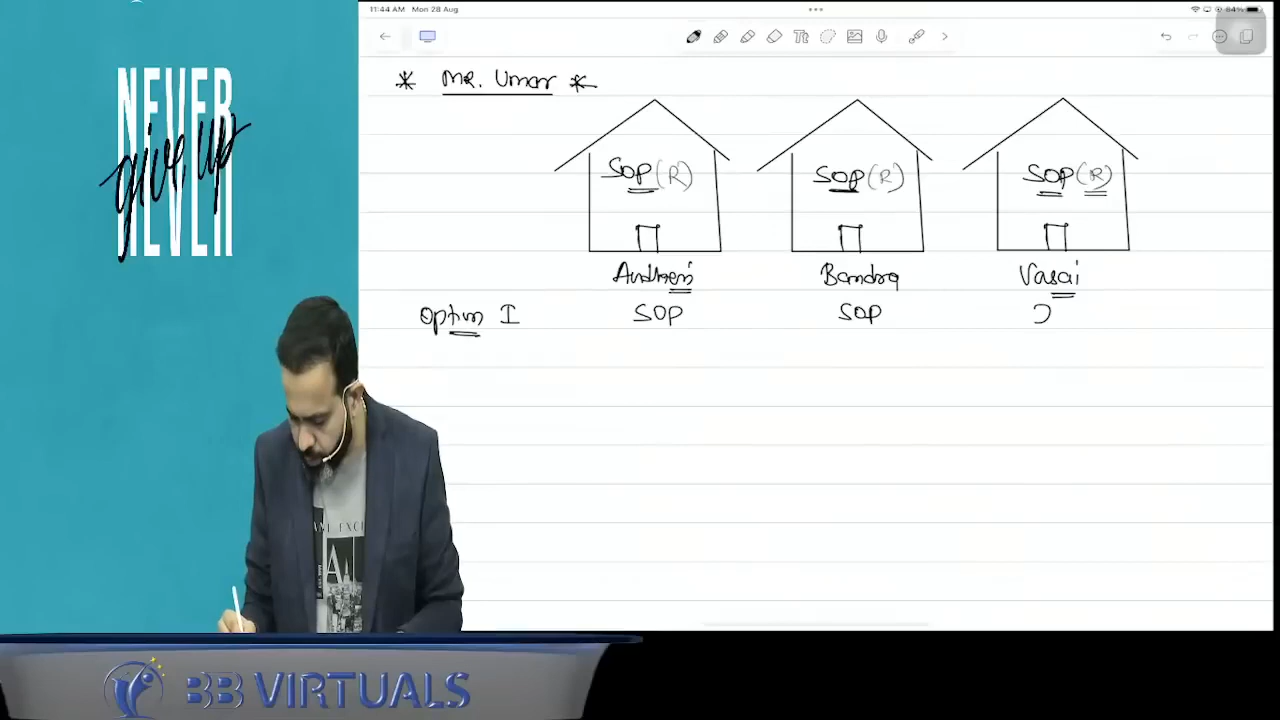 11:44 AM Mon 28 Aug
84%
NEVER
give up
NEVER
* Mr. Umar *
SOP (R) SOP (R) SOP (R)
Andheri Bandra Vasai
Option I SOP SOP
BB VIRTUALS